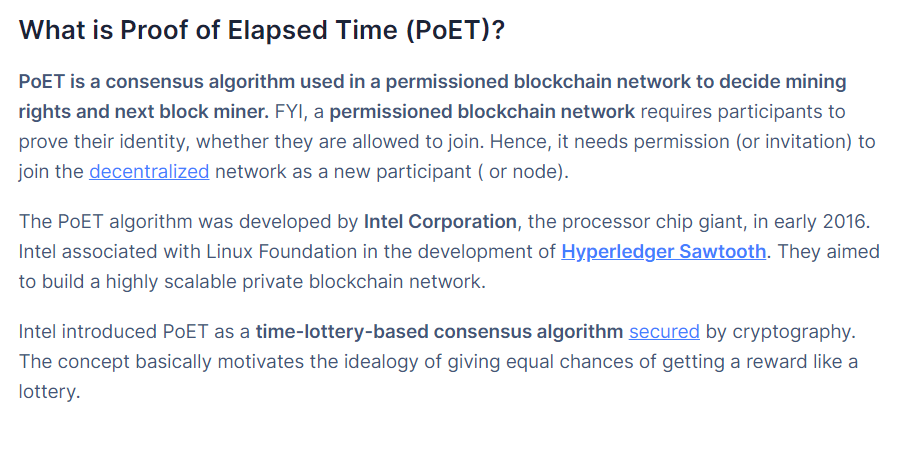 What is Proof of Elapsed Time (PoET)?
PoET is a consensus algorithm used in a permissioned blockchain network to decide mining
rights and next block miner. FYI, a permissioned blockchain network requires participants to
prove their identity, whether they are allowed to join. Hence, it needs permission (or invitation) to
join the decentralized network as a new participant ( or node).
The PoET algorithm was developed by Intel Corporation, the processor chip giant, in early 2016.
Intel associated with Linux Foundation in the development of Hyperledger Sawtooth. They aimed
to build a highly scalable private blockchain network.
Intel introduced PoET as a time-lottery-based consensus algorithm secured by cryptography.
The concept basically motivates the idealogy of giving equal chances of getting a reward like a
lottery.